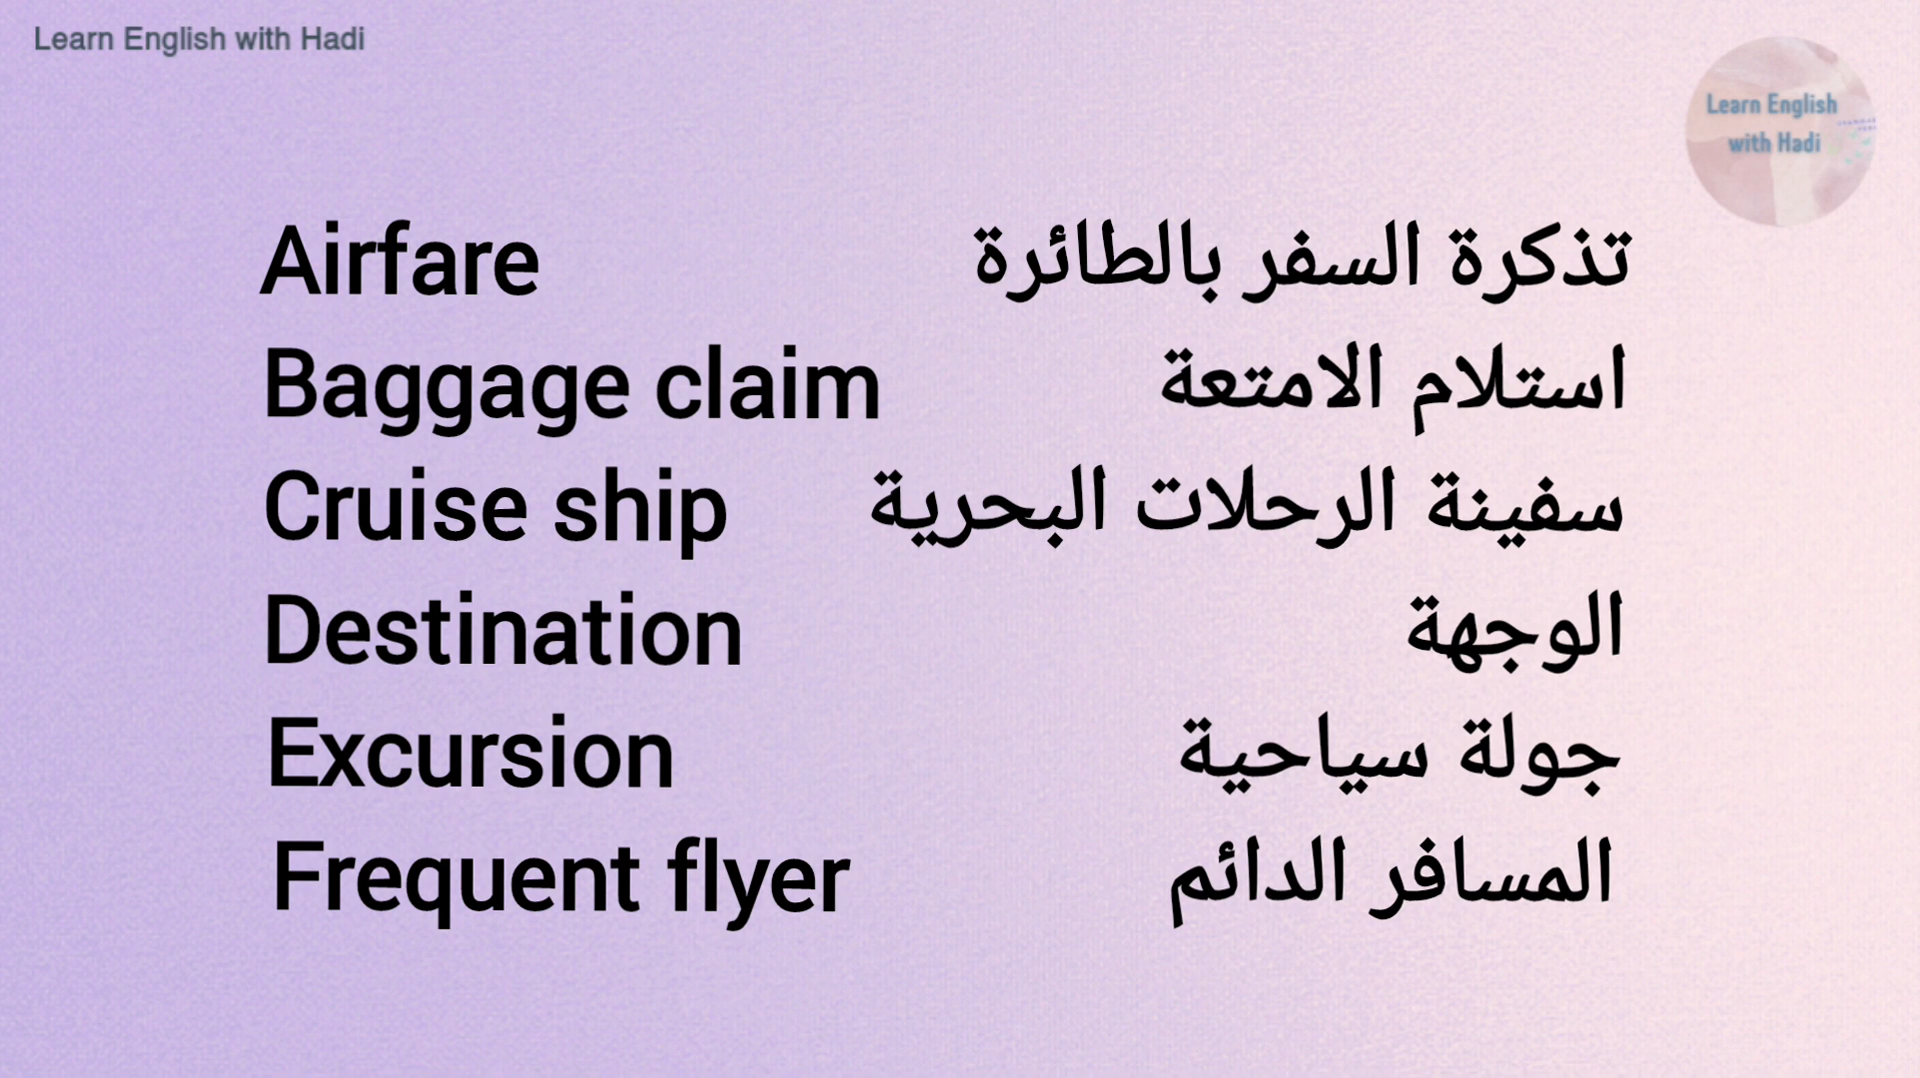 Learn English with Hadi
Learn English
with Hadi
Airfare تذكرة السفر بالطائرة
Baggage claim استلام الامتعة
Cruise ship سفينة الرحلات البحرية
Destination الوجهة
Excursion جولة سياحية
Frequent flyer المسافر الدائم